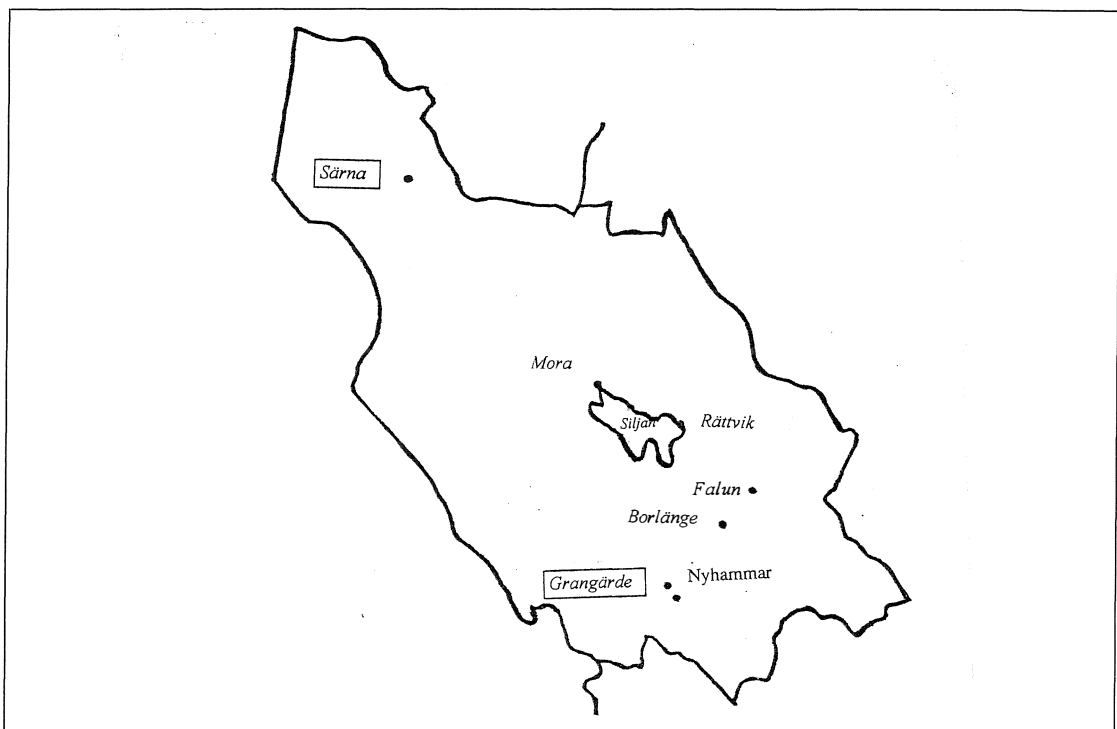 Särna
Mora
Siljan
Rättvik
Falun
Borlänge
Nyhammar
Grangärde